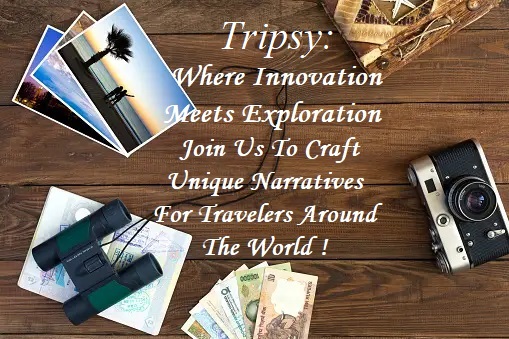 Tripsy:
Where Innovation
Meets Exploration
Join Us To Craft
Unique Narratives
For Travelers Around
The World !